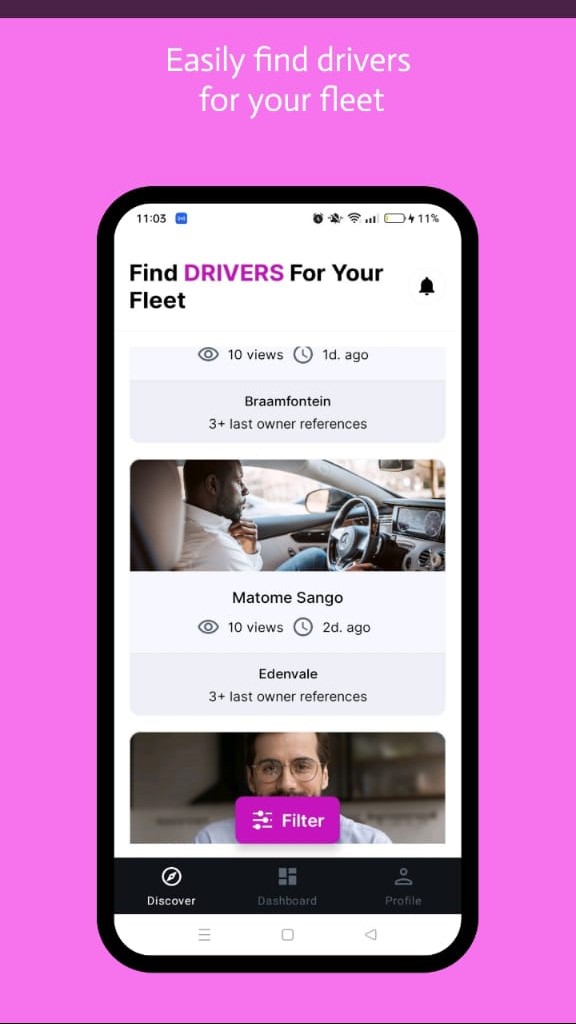 Easily find drivers
for your fleet
11:03
11%
Find DRIVERS For Your
Fleet
10 views 1d. ago
Braamfontein
3+ last owner references
Matome Sango
10 views 2d. ago
Edenvale
3+ last owner references
Filter
Discover Dashboard Profile